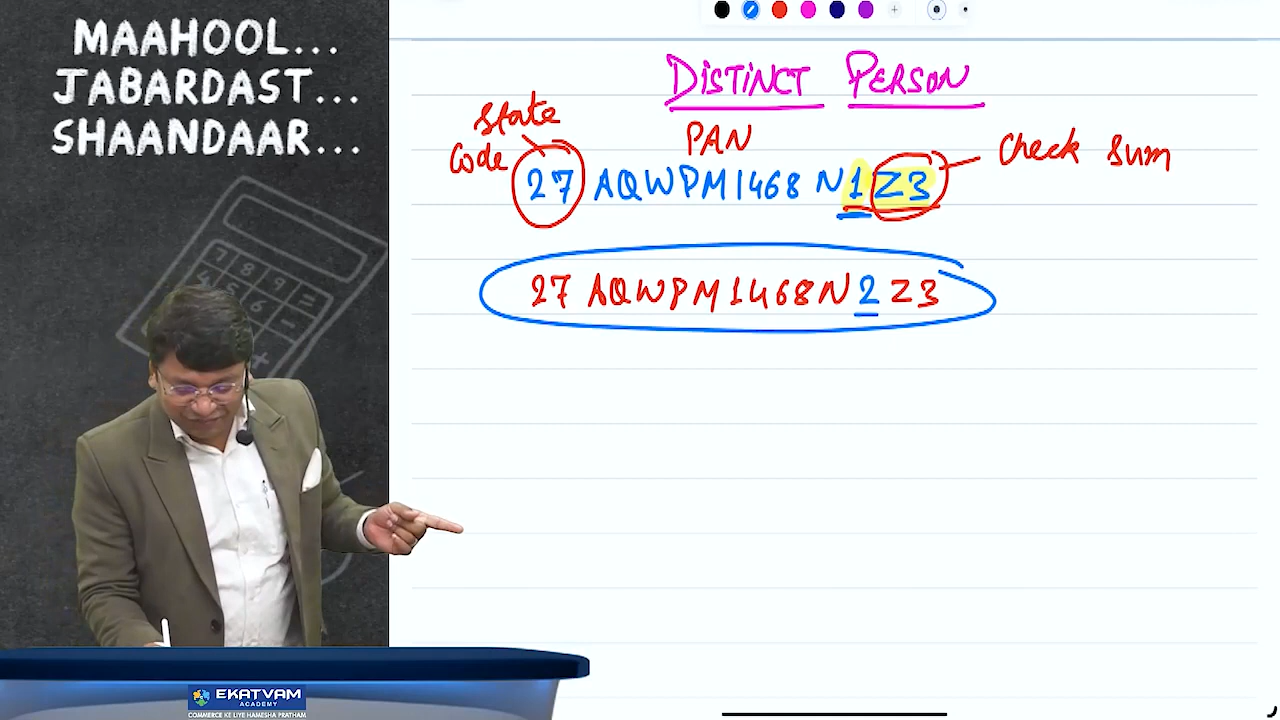 MAAHOOL...
JABARDAST...
SHAANDAAR...
DISTINCT PERSON
State
Code
PAN
Check Sum
27 AQWPM1468 N1Z3
27 AQWPM1468N2Z3
EKATVAM
ACADEMY
COMMERCE KE LIYE HAMESHA PRATHAM